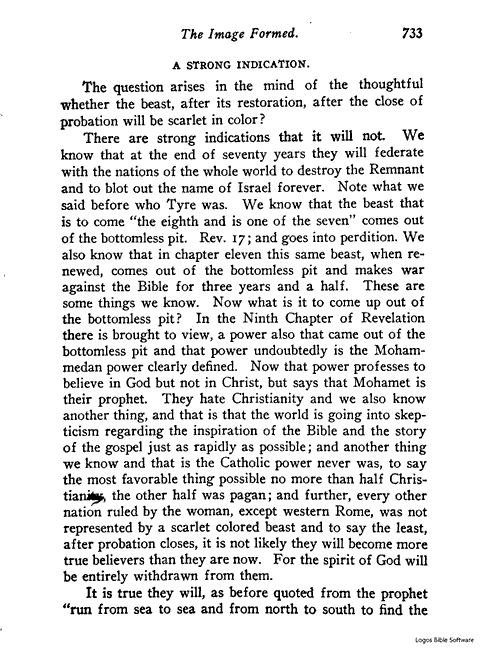 The Image Formed. 733
A STRONG INDICATION.
The question arises in the mind of the thoughtful
whether the beast, after its restoration, after the close of
probation will be scarlet in color?
There are strong indications that it will not. We
know that at the end of seventy years they will federate
with the nations of the whole world to destroy the Remnant
and to blot out the name of Israel forever. Note what we
said before who Tyre was. We know that the beast that
is to come "the eighth and is one of the seven" comes out
of the bottomless pit. Rev. 17; and goes into perdition. We
also know that in chapter eleven this same beast, when re-
newed, comes out of the bottomless pit and makes war
against the Bible for three years and a half. These are
some things we know. Now what is it to come up out of
the bottomless pit? In the Ninth Chapter of Revelation
there is brought to view, a power also that came out of the
bottomless pit and that power undoubtedly is the Moham-
medan power clearly defined. Now that power professes to
believe in God but not in Christ, but says that Mohamet is
their prophet. They hate Christianity and we also know
another thing, and that is that the world is going into skep-
ticism regarding the inspiration of the Bible and the story
of the gospel just as rapidly as possible; and another thing
we know and that is the Catholic power never was, to say
the most favorable thing possible no more than half Chris-
tianity, the other half was pagan; and further, every other
nation ruled by the woman, except western Rome, was not
represented by a scarlet colored beast and to say the least,
after probation closes, it is not likely they will become more
true believers than they are now. For the spirit of God will
be entirely withdrawn from them.
It is true they will, as before quoted from the prophet
"run from sea to sea and from north to south to find the
Logos Bible Software